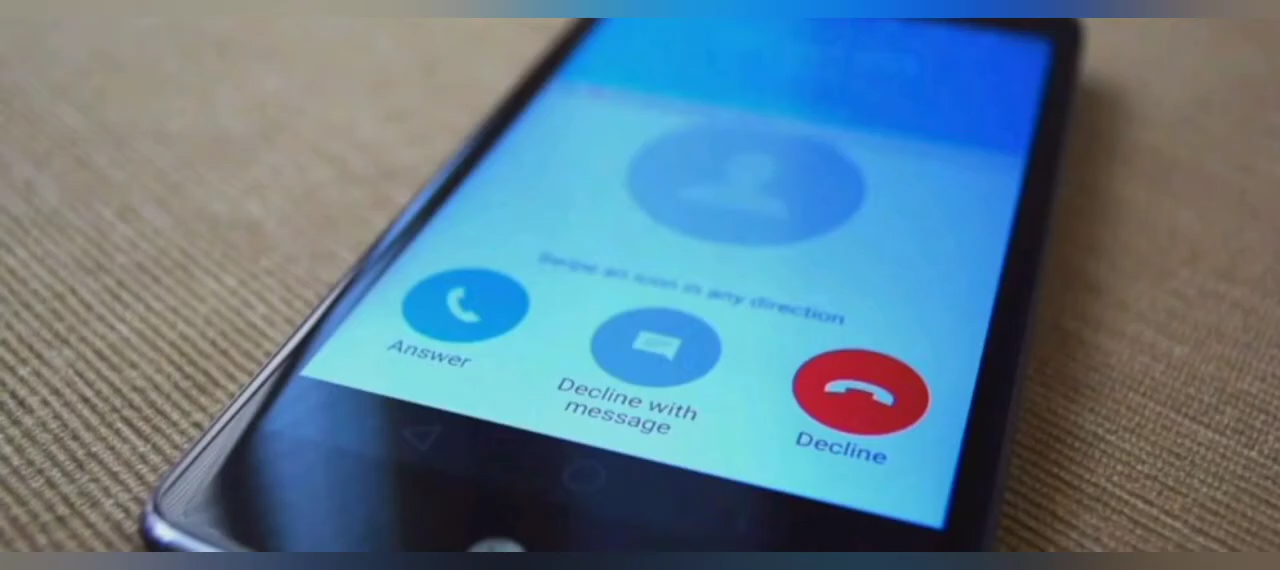 Swipe an icon in any direction
Answer
Decline with
message
Decline